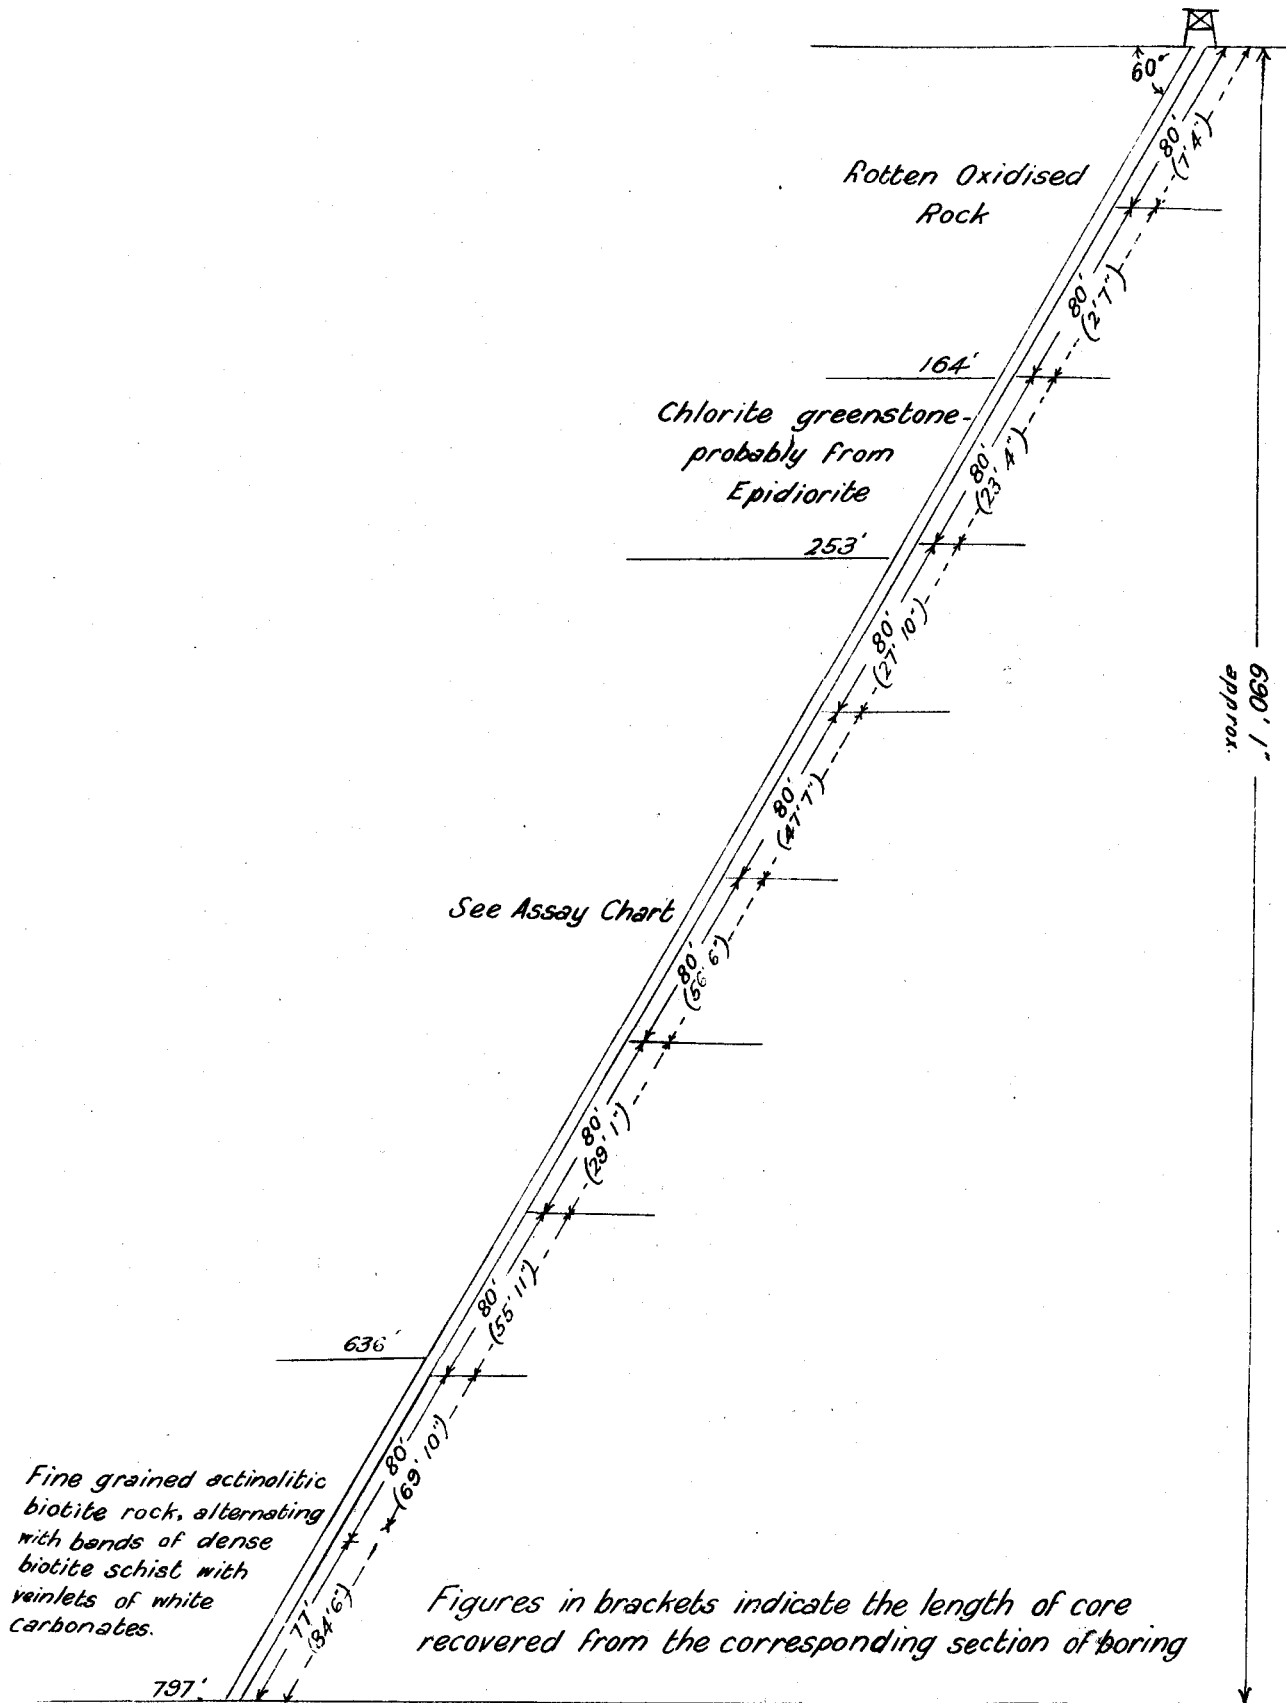 60°
80'
(7' 4")
Rotten Oxidised
Rock
80'
(2' 7")
164'
Chlorite greenstone-
probably from
Epidiorite
80'
(23' 4")
253'
80'
(27' 10")
690' 1"
approx.
80'
(47' 7")
See Assay Chart
80'
(56' 6")
80'
(29' 1")
80'
(55' 11")
636'
80'
(69' 10")
Fine grained actinolitic
biotite rock, alternating
with bands of dense
biotite schist with
veinlets of white
carbonates.
77'
(84' 6")
Figures in brackets indicate the length of core
recovered from the corresponding section of boring
797'